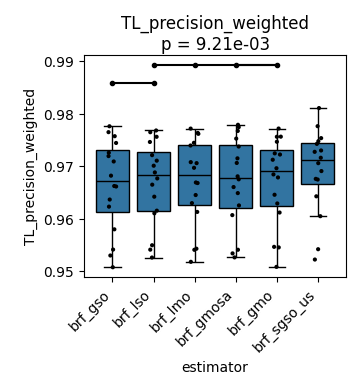 TL_precision_weighted
p = 9.21e-03
0.99
0.98
0.97
0.96
0.95
TL_precision_weighted
brf_gso
brf_lso
brf_lmo
brf_gmosa
brf_gmo
brf_sgso_us
estimator